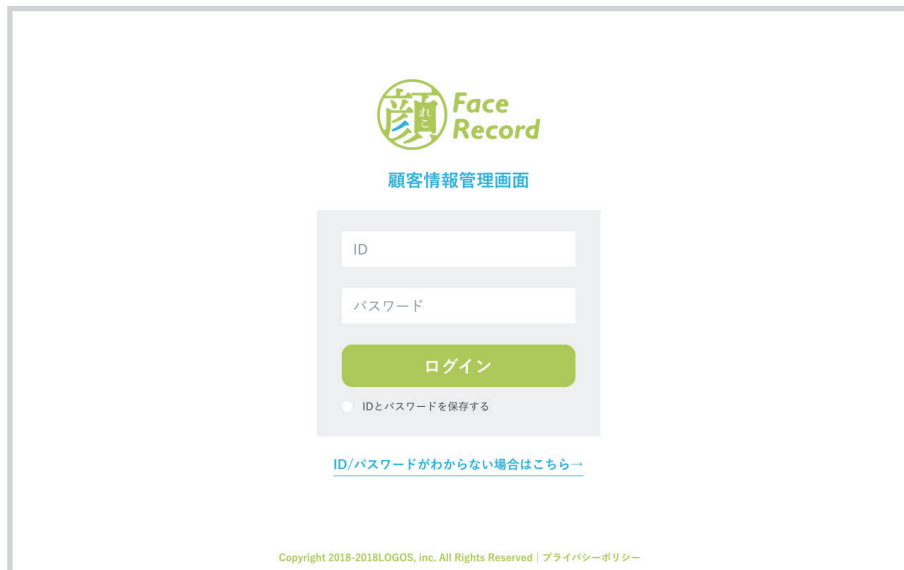 顔
れこ
Face
Record
顧客情報管理画面
ID
パスワード
ログイン
IDとパスワードを保存する
ID/パスワードがわからない場合はこちら→
Copyright 2018-2018LOGOS, inc. All Rights Reserved | プライバシーポリシー